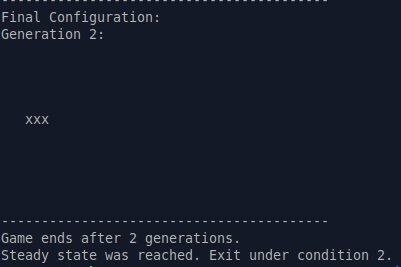 -----------------------------------------
Final Configuration:
Generation 2:
xxx
-----------------------------------------
Game ends after 2 generations.
Steady state was reached. Exit under condition 2.